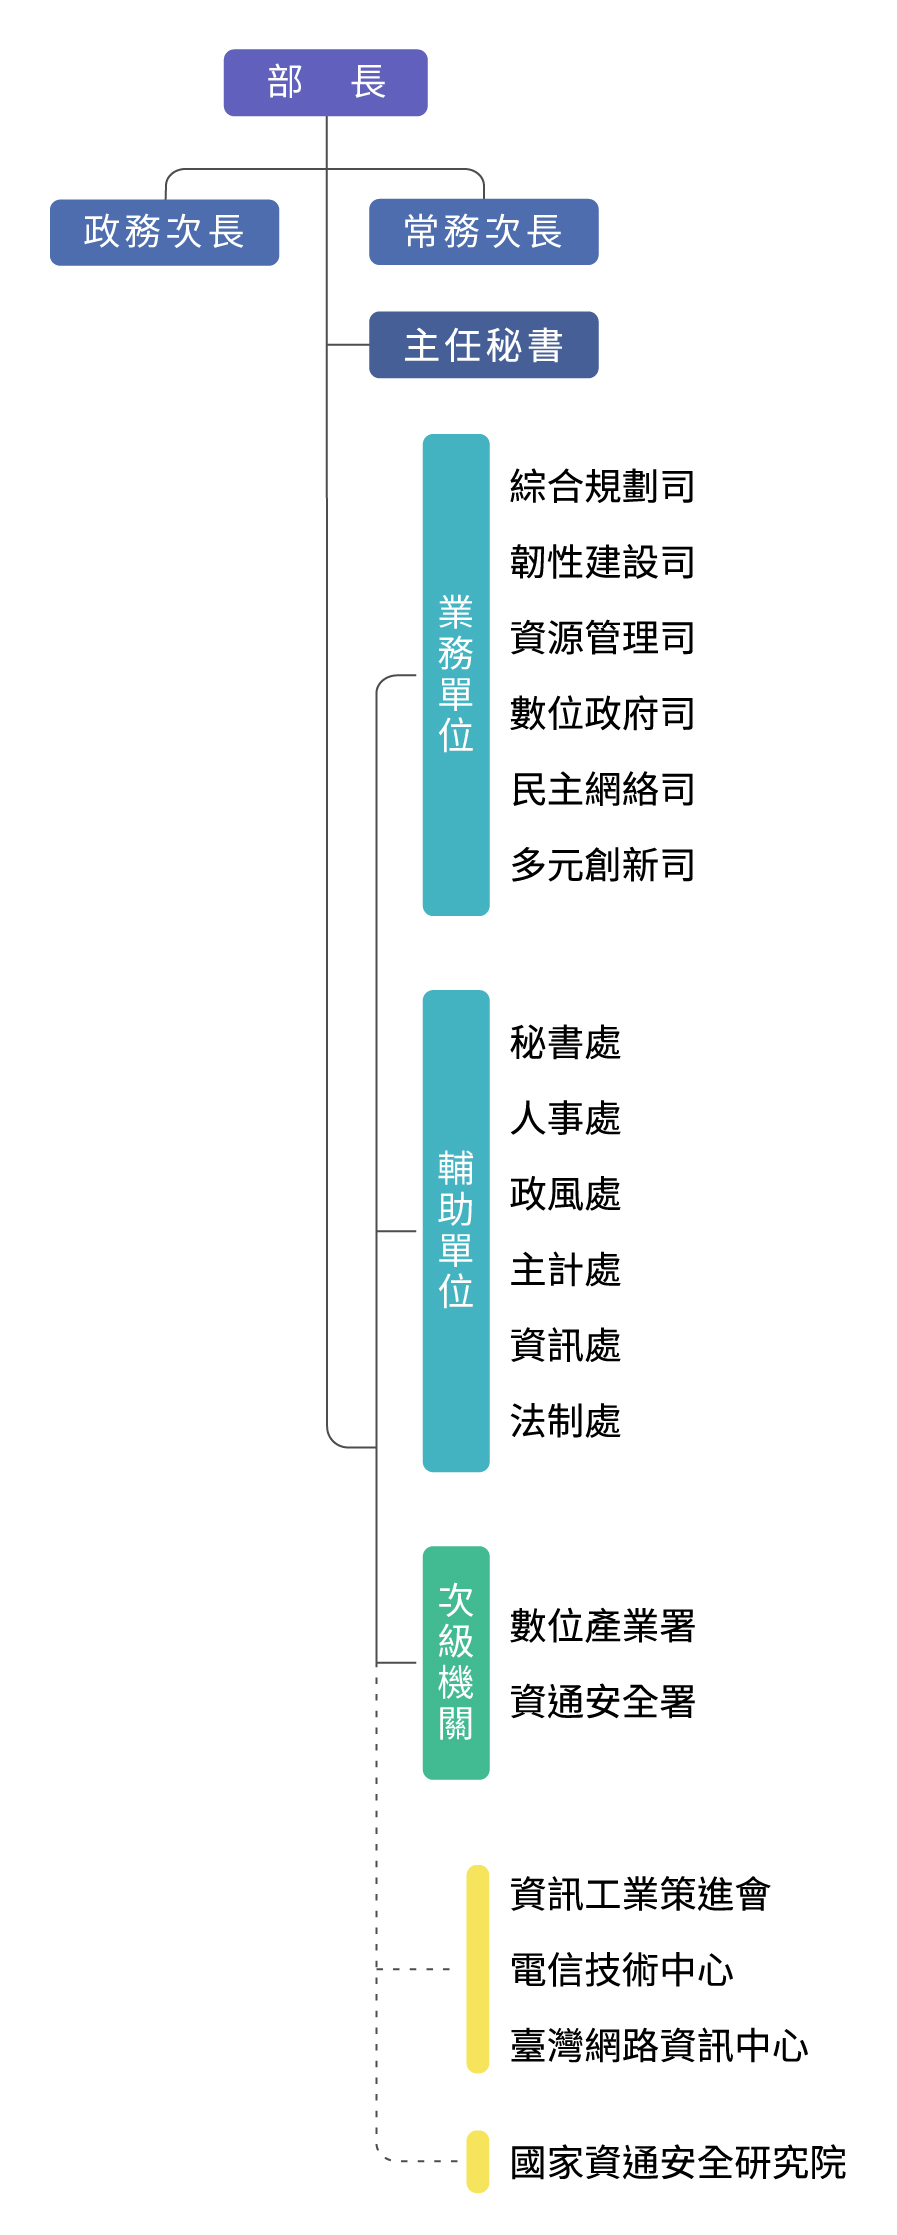 部　長
政務次長
常務次長
主任秘書
業務單位
綜合規劃司
韌性建設司
資源管理司
數位政府司
民主網絡司
多元創新司
輔助單位
秘書處
人事處
政風處
主計處
資訊處
法制處
次級機關
數位產業署
資通安全署
資訊工業策進會
電信技術中心
臺灣網路資訊中心
國家資通安全研究院